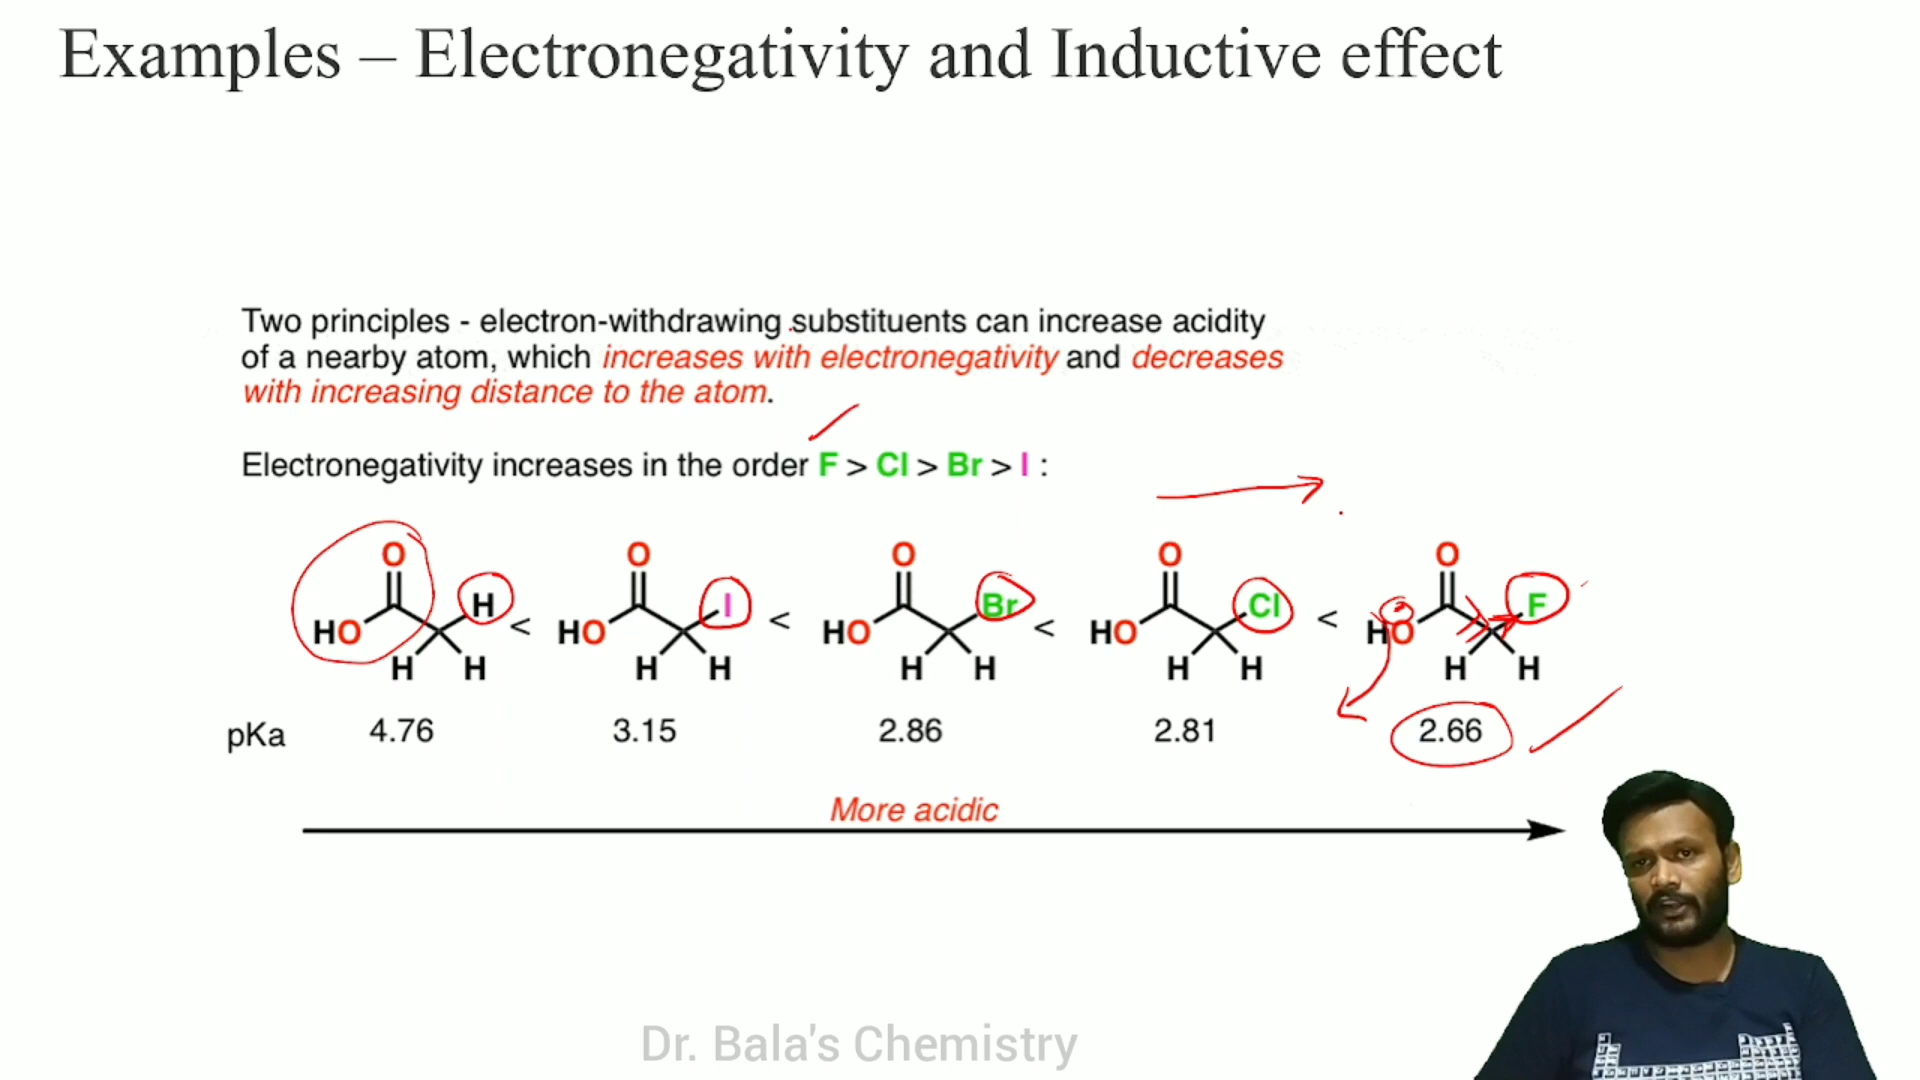 Examples – Electronegativity and Inductive effect
Two principles - electron-withdrawing substituents can increase acidity
of a nearby atom, which increases with electronegativity and decreases
with increasing distance to the atom.
Electronegativity increases in the order F > Cl > Br > I :
O O O O O
HO H < HO I < HO Br < HO Cl < HO F
H H H H H H H H H H
pKa 4.76 3.15 2.86 2.81 2.66
More acidic
Dr. Bala's Chemistry